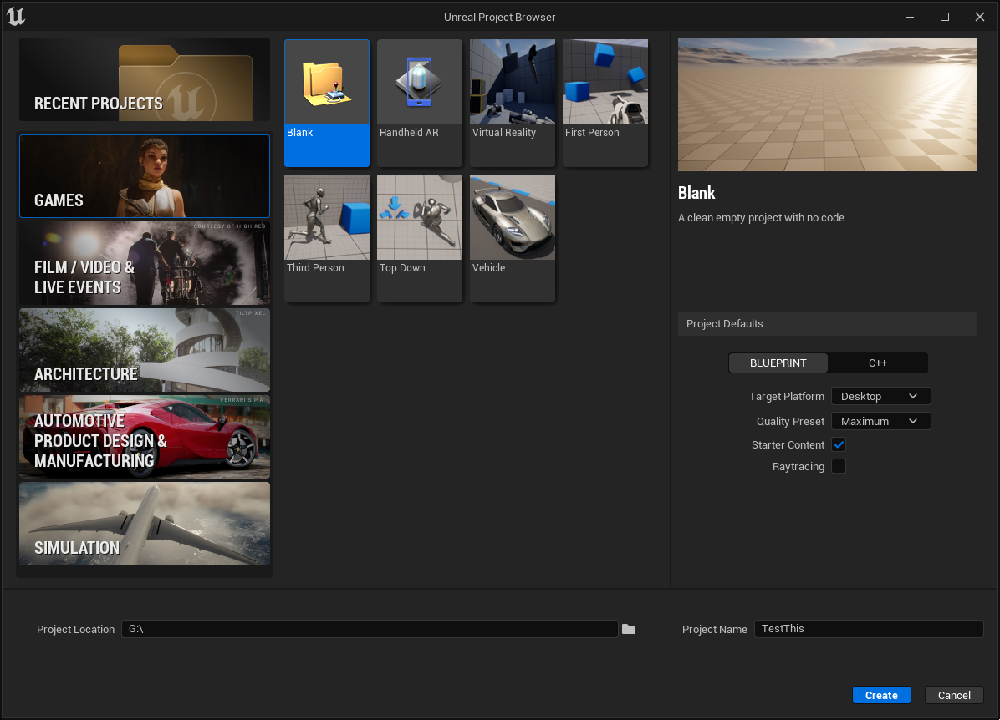 Unreal Project Browser
RECENT PROJECTS
GAMES
COURTESY OF HIGH RES
FILM / VIDEO &
LIVE EVENTS
TILTPIXEL
ARCHITECTURE
FERRARI S.P.A.
AUTOMOTIVE
PRODUCT DESIGN &
MANUFACTURING
SIMULATION
Blank
Handheld AR
Virtual Reality
First Person
Third Person
Top Down
Vehicle
Blank
A clean empty project with no code.
Project Defaults
BLUEPRINT C++
Target Platform Desktop
Quality Preset Maximum
Starter Content
Raytracing
Project Location G:\
Project Name TestThis
Create Cancel